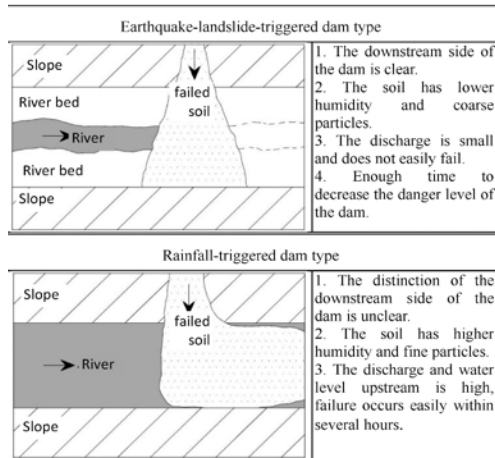 Earthquake-landslide-triggered dam type
Slope
River bed
River
River bed
Slope
failed
soil
1. The downstream side of
the dam is clear.
2. The soil has lower
humidity and coarse
particles.
3. The discharge is small
and does not easily fail.
4. Enough time to
decrease the danger level of
the dam.
Rainfall-triggered dam type
Slope
failed
soil
River
Slope
1. The distinction of the
downstream side of the
dam is unclear.
2. The soil has higher
humidity and fine particles.
3. The discharge and water
level upstream is high,
failure occurs easily within
several hours.